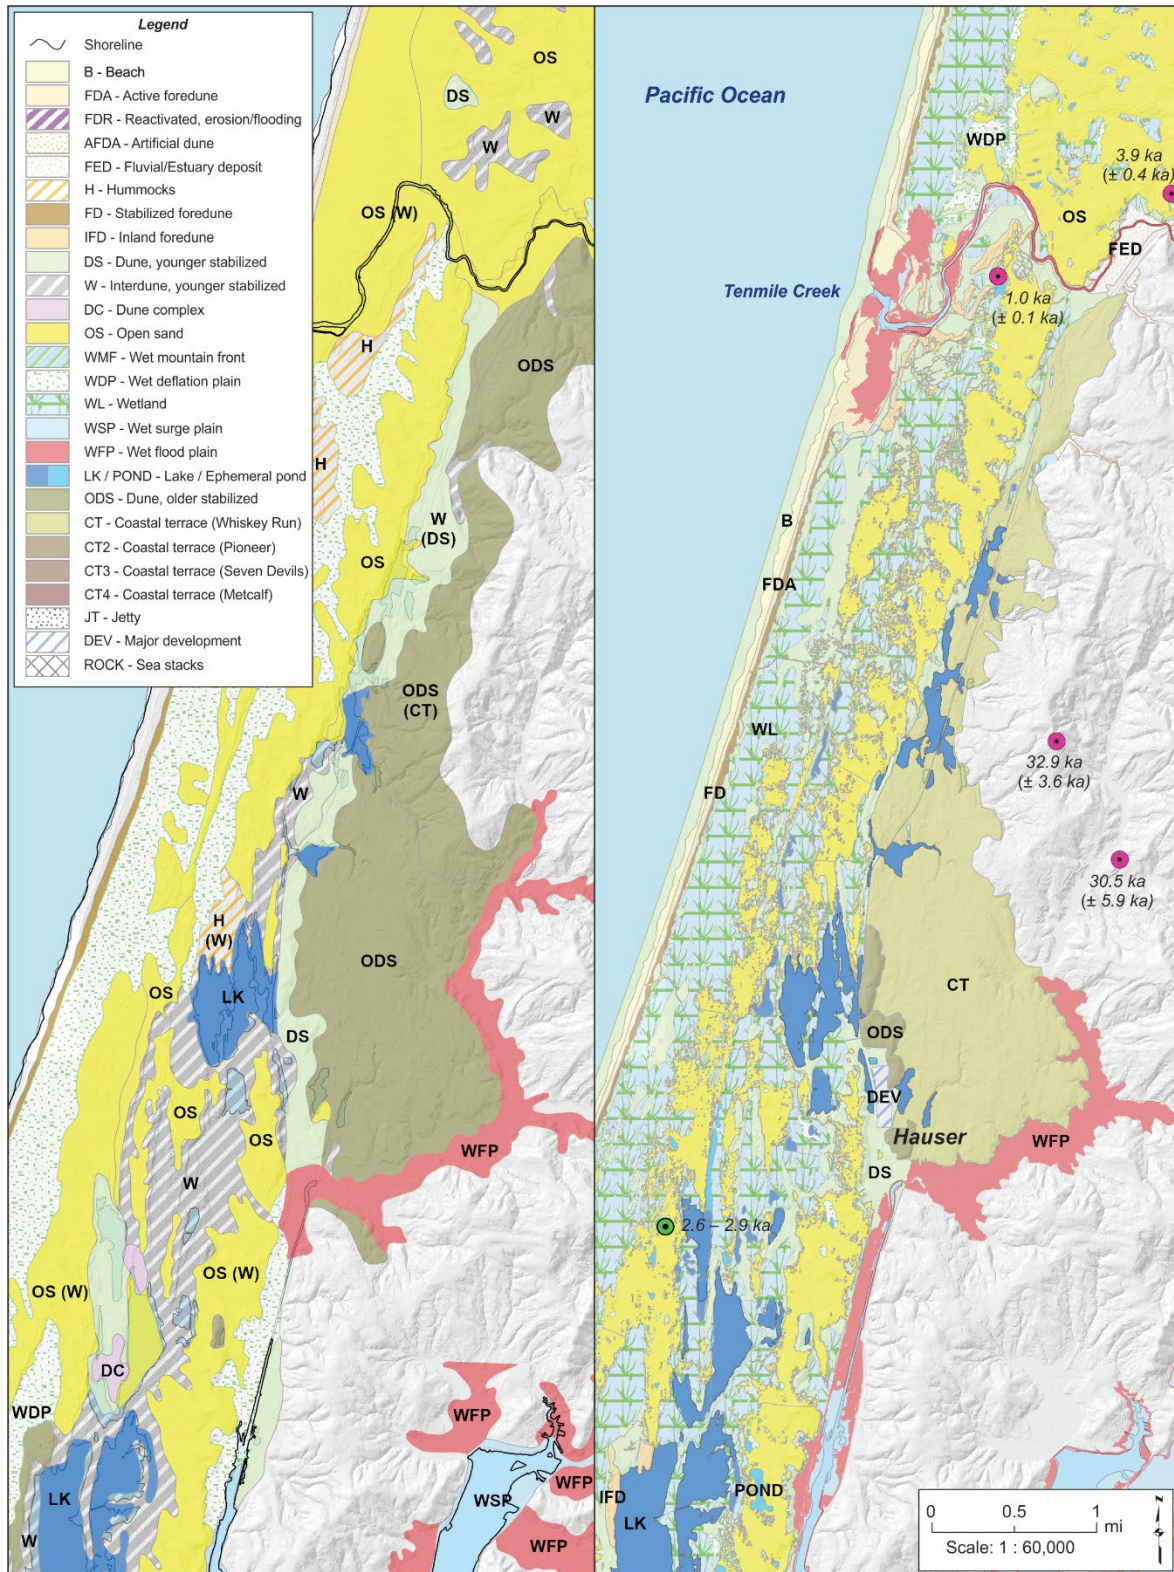 Legend
Shoreline
B - Beach
FDA - Active foredune
FDR - Reactivated, erosion/flooding
AFDA - Artificial dune
FED - Fluvial/Estuary deposit
H - Hummocks
FD - Stabilized foredune
IFD - Inland foredune
DS - Dune, younger stabilized
W - Interdune, younger stabilized
DC - Dune complex
OS - Open sand
WMF - Wet mountain front
WDP - Wet deflation plain
WL - Wetland
WSP - Wet surge plain
WFP - Wet flood plain
LK / POND - Lake / Ephemeral pond
ODS - Dune, older stabilized
CT - Coastal terrace (Whiskey Run)
CT2 - Coastal terrace (Pioneer)
CT3 - Coastal terrace (Seven Devils)
CT4 - Coastal terrace (Metcalf)
JT - Jetty
DEV - Major development
ROCK - Sea stacks
OS
DS
W
W
OS (W)
H
ODS
H
W
(DS)
OS
ODS
(CT)
W
H
(W)
ODS
OS
LK
DS
OS
OS
WFP
W
OS (W)
OS (W)
DC
WDP
WFP
LK
WSP
WFP
W
WFP
Pacific Ocean
WDP
3.9 ka
(± 0.4 ka)
OS
FED
Tenmile Creek
1.0 ka
(± 0.1 ka)
B
FDA
WL
32.9 ka
(± 3.6 ka)
FD
30.5 ka
(± 5.9 ka)
CT
ODS
DEV
Hauser
WFP
DS
2.6 – 2.9 ka
IFD
POND
LK
0 0.5 1
mi
Scale: 1 : 60,000
N